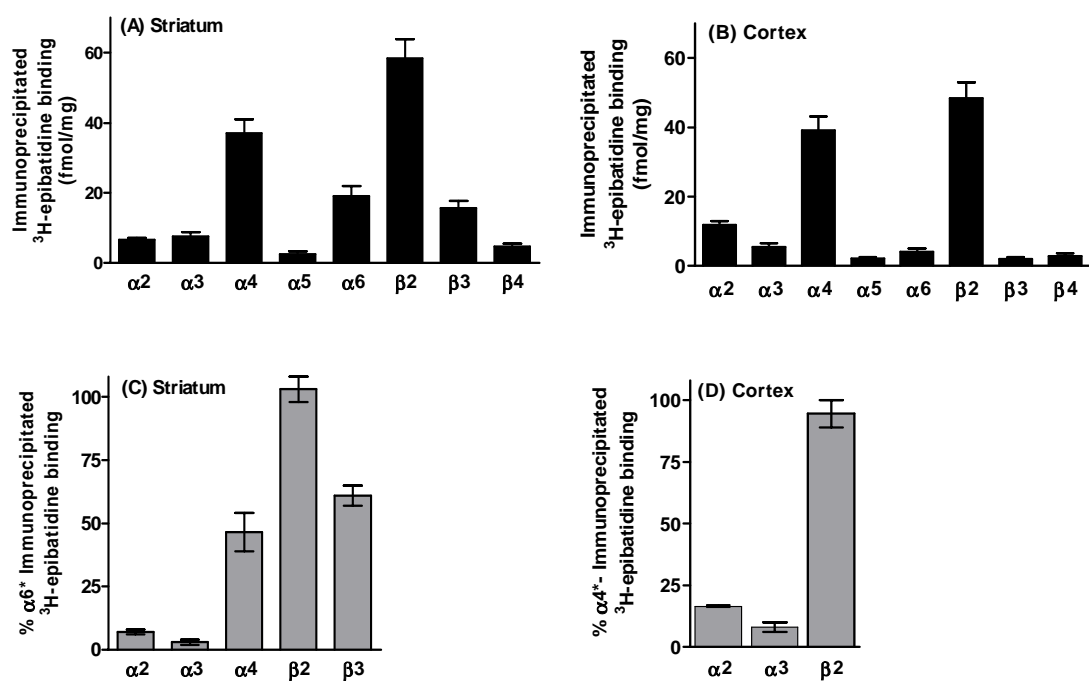 (A) Striatum
Immunoprecipitated
³H-epibatidine binding
(fmol/mg)
60
40
20
0
α2 α3 α4 α5 α6 β2 β3 β4
(B) Cortex
Immunoprecipitated
³H-epibatidine binding
(fmol/mg)
60
40
20
0
α2 α3 α4 α5 α6 β2 β3 β4
(C) Striatum
% α6* Immunoprecipitated
³H-epibatidine binding
100
75
50
25
0
α2 α3 α4 β2 β3
(D) Cortex
% α4*- Immunoprecipitated
³H-epibatidine binding
100
75
50
25
0
α2 α3 β2